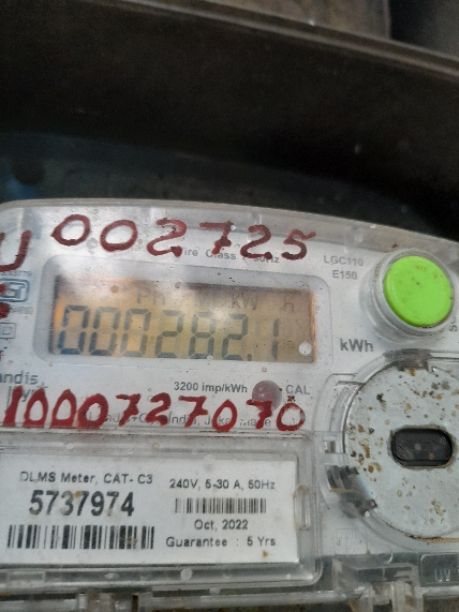 002725
LGC110
E150
000282.1
kWh
3200 imp/kWh CAL
1000727070
DLMS Meter, CAT- C3
5737974
240V, 5-30 A, 50Hz
Oct, 2022
Guarantee : 5 Yrs